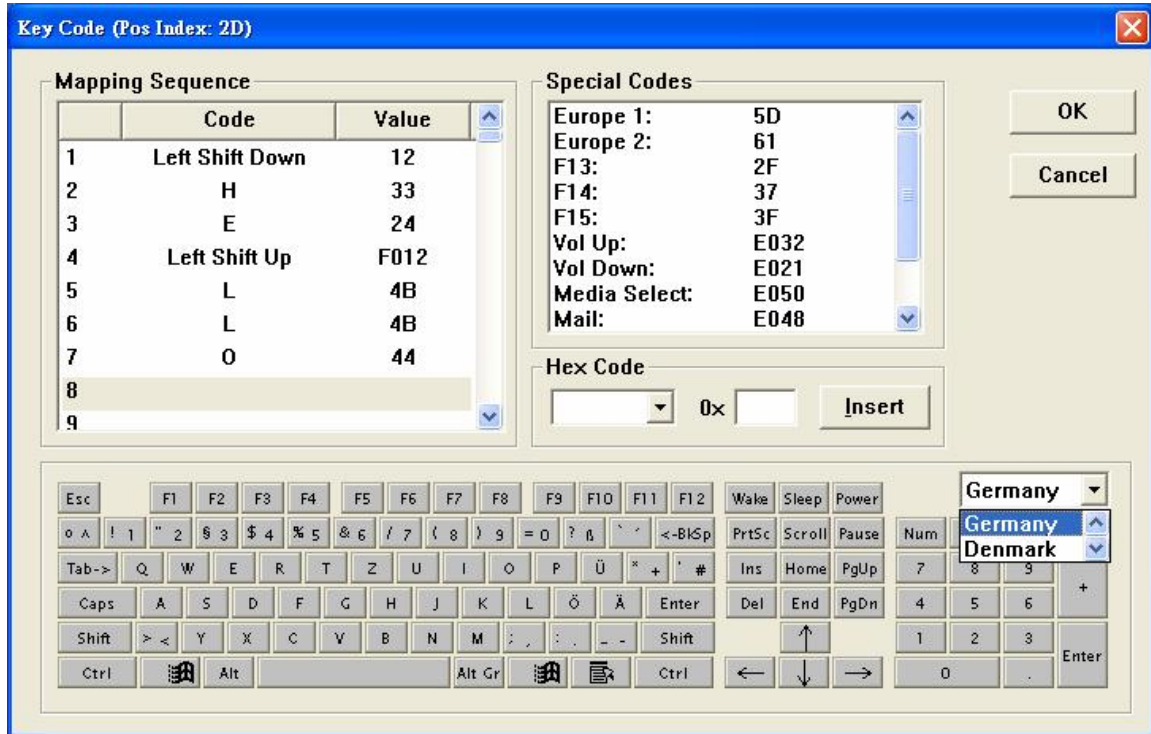 Key Code (Pos Index: 2D)
Mapping Sequence
Code Value
1 Left Shift Down 12
2 H 33
3 E 24
4 Left Shift Up F012
5 L 4B
6 L 4B
7 O 44
8
9
Special Codes
Europe 1: 5D
Europe 2: 61
F13: 2F
F14: 37
F15: 3F
Vol Up: E032
Vol Down: E021
Media Select: E050
Mail: E048
Hex Code
0x Insert
OK
Cancel
Germany
Germany
Denmark
Esc F1 F2 F3 F4 F5 F6 F7 F8 F9 F10 F11 F12 Wake Sleep Power
o ʌ ! 1 " 2 § 3 $ 4 % 5 & 6 / 7 ( 8 ) 9 = 0 ? ß ` ´ <-BkSp PrtSc Scroll Pause Num
Tab-> Q W E R T Z U I O P Ü * + ' # Ins Home PgUp 7 8 9 +
Caps A S D F G H J K L Ö Ä Enter Del End PgDn 4 5 6
Shift > < Y X C V B N M ; , : . _ - Shift ↑ 1 2 3 Enter
Ctrl Alt Alt Gr Ctrl ← ↓ → 0 .